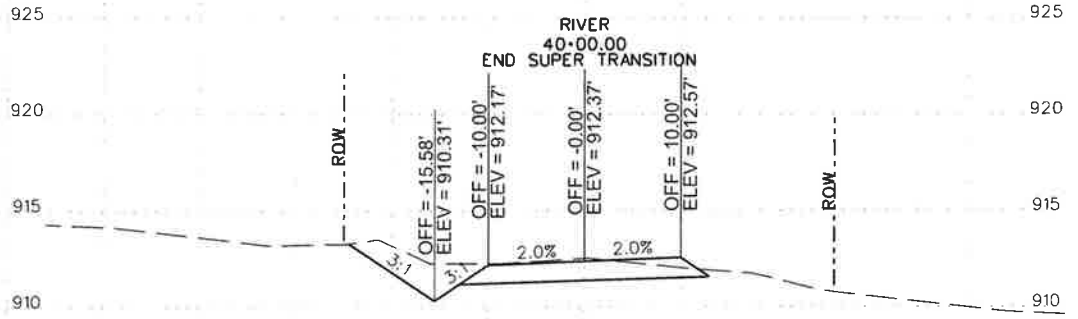 925
925
RIVER
40+00.00
END SUPER TRANSITION
920
920
ROW
OFF = -15.58'
ELEV = 910.31'
OFF = -10.00'
ELEV = 912.17'
OFF = -0.00'
ELEV = 912.37'
OFF = 10.00'
ELEV = 912.57'
ROW
915
915
3:1
3:1
2.0%
2.0%
910
910